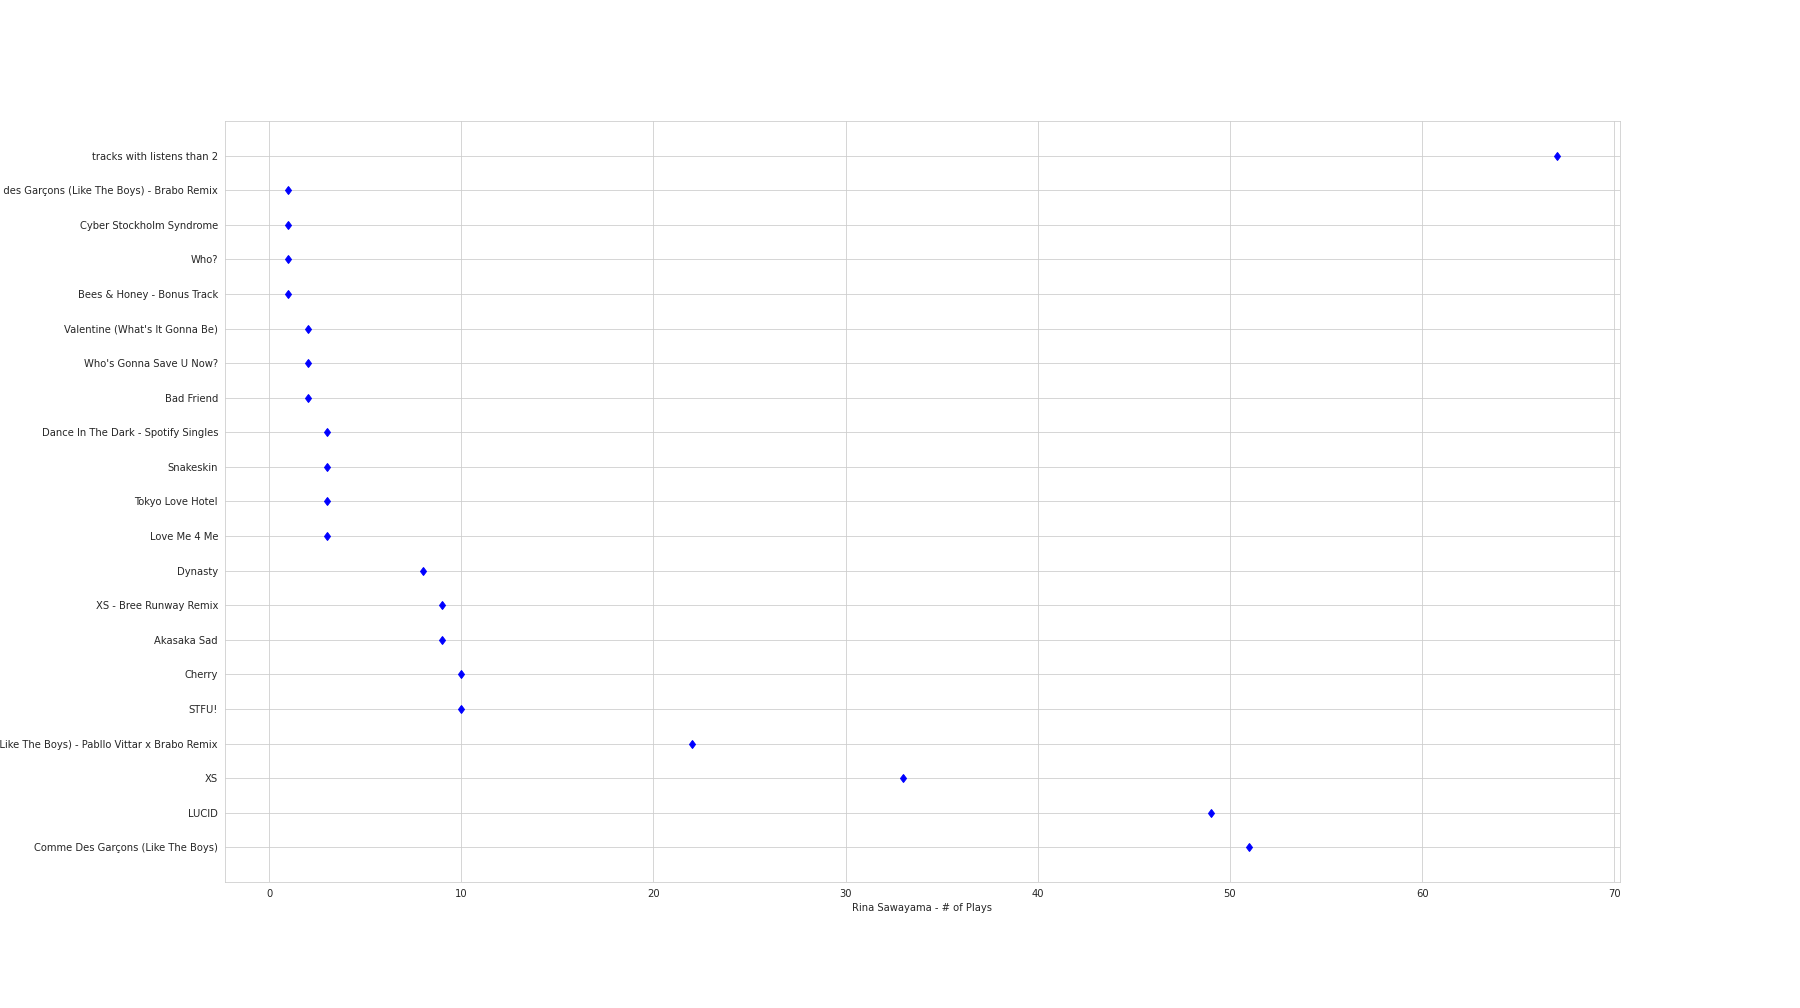 tracks with listens than 2
des Garçons (Like The Boys) - Brabo Remix
Cyber Stockholm Syndrome
Who?
Bees & Honey - Bonus Track
Valentine (What's It Gonna Be)
Who's Gonna Save U Now?
Bad Friend
Dance In The Dark - Spotify Singles
Snakeskin
Tokyo Love Hotel
Love Me 4 Me
Dynasty
XS - Bree Runway Remix
Akasaka Sad
Cherry
STFU!
Like The Boys) - Pabllo Vittar x Brabo Remix
XS
LUCID
Comme Des Garçons (Like The Boys)
0 10 20 30 40 50 60 70
Rina Sawayama - # of Plays